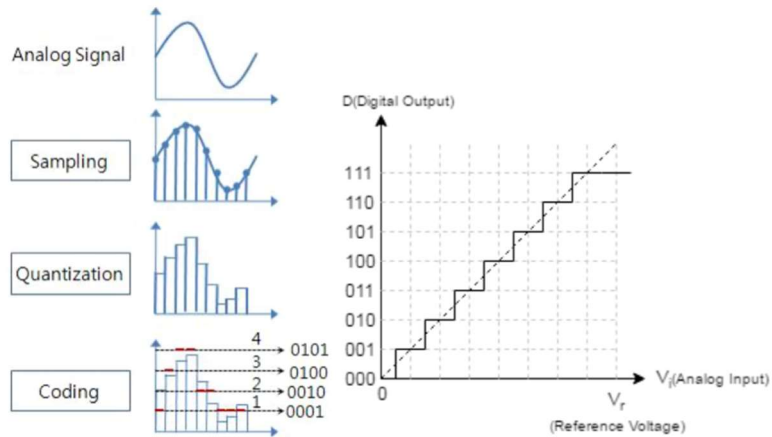 Analog Signal
Sampling
Quantization
Coding
4
0101
3
0100
2
0010
1
0001
D(Digital Output)
111
110
101
100
011
010
001
000
0
Vᵢ(Analog Input)
Vᵣ
(Reference Voltage)